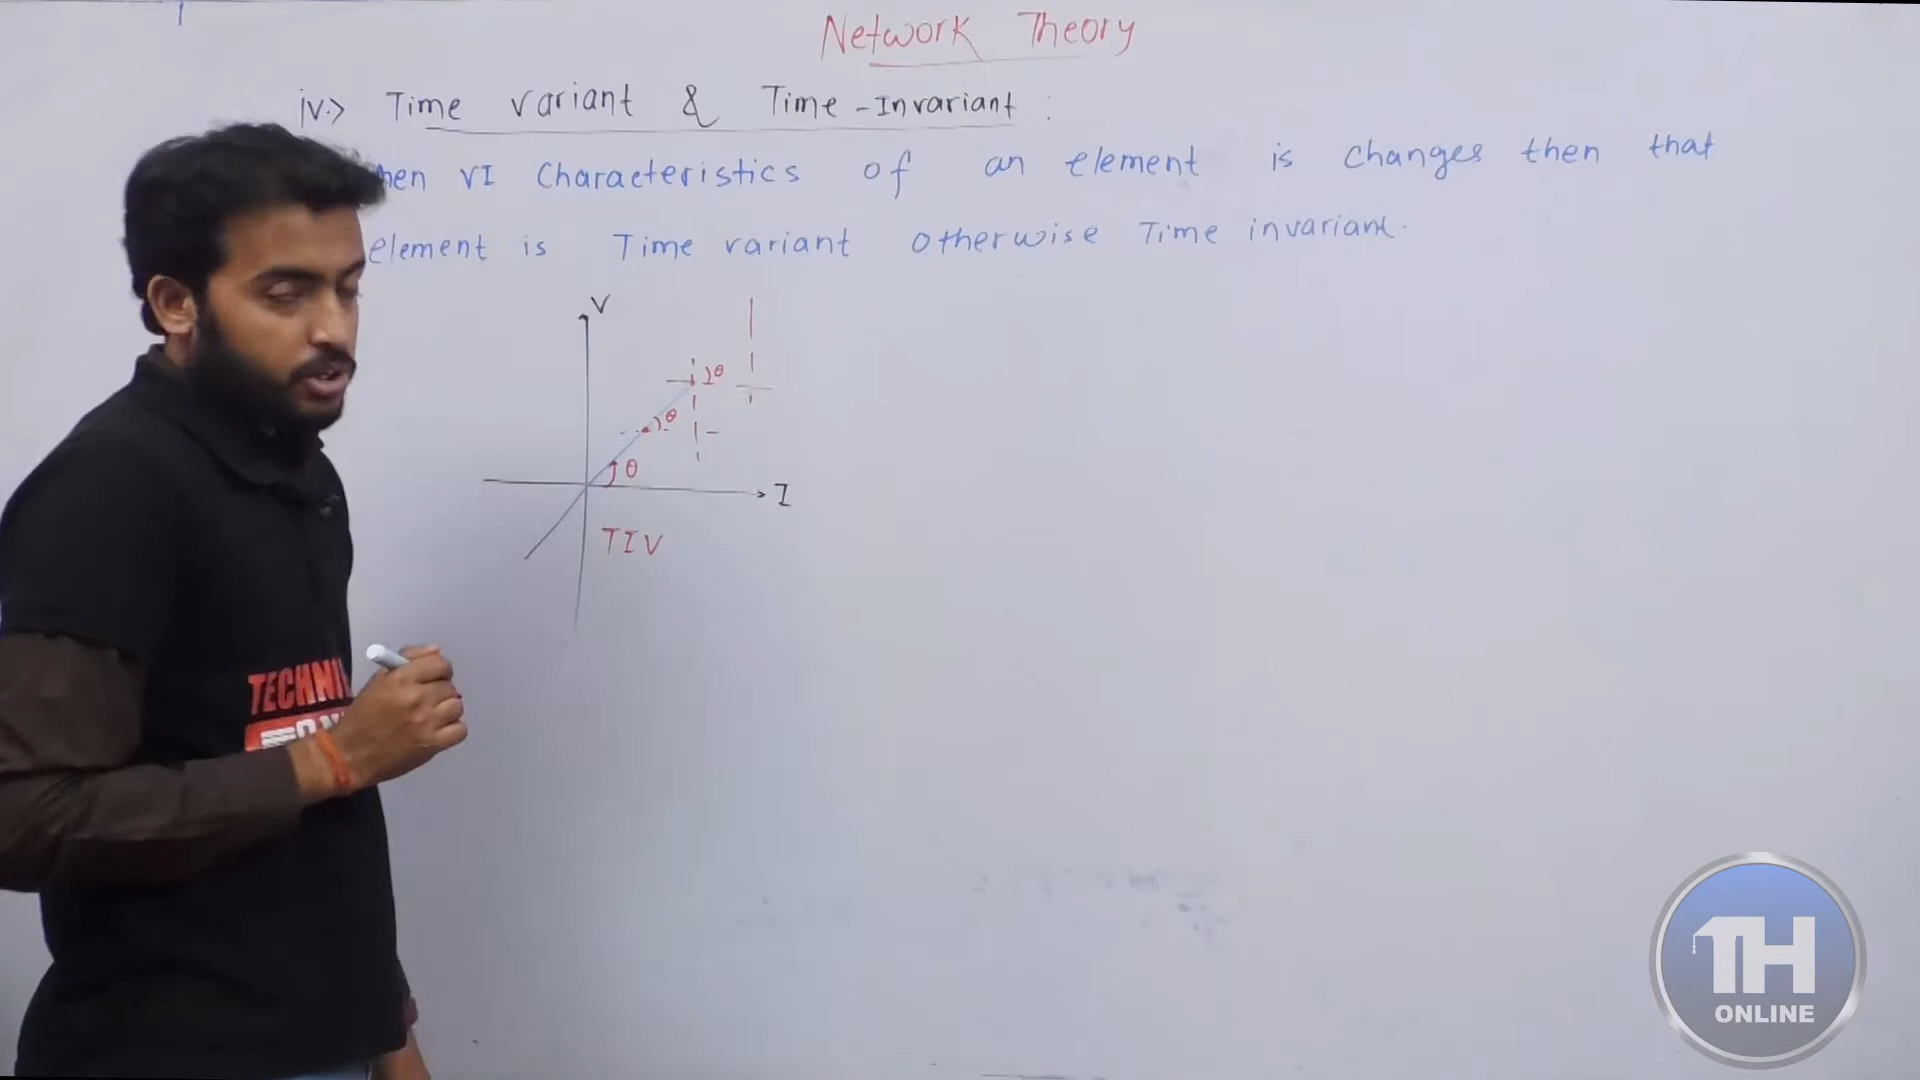 Network Theory
iv.> Time variant & Time-Invariant :
hen VI Characteristics of an element is changes then that
element is Time variant otherwise Time invariant.
V
θ
θ
θ
I
TIV
TECHNI
TH
ONLINE